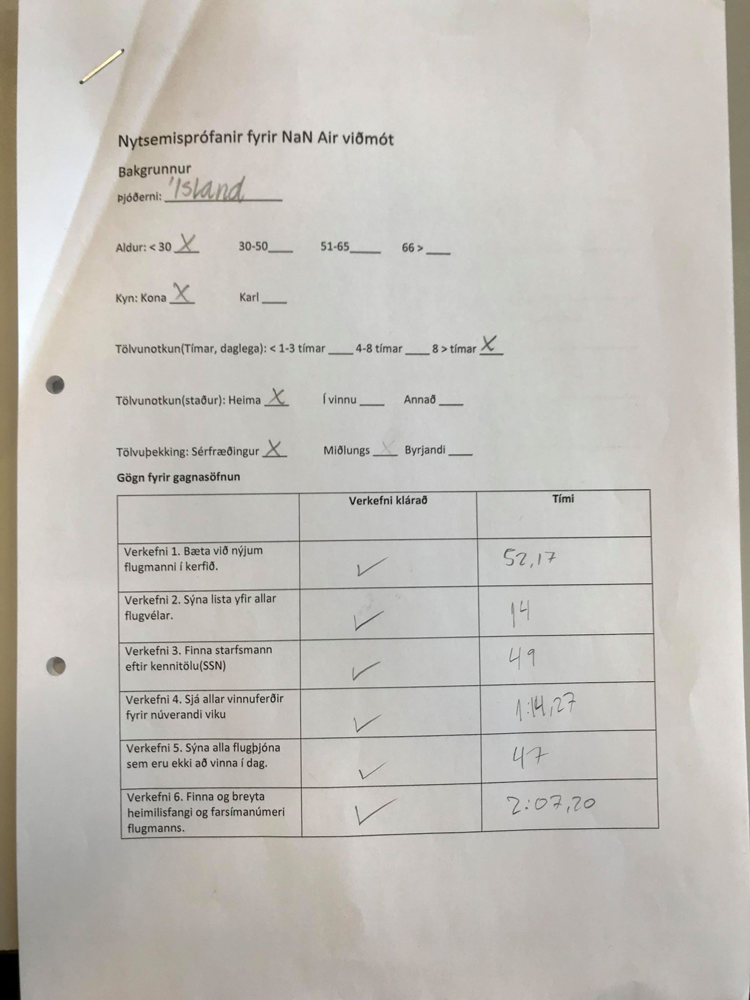 Nytsemisprófanir fyrir NaN Air viðmót
Bakgrunnur
Þjóðerni: Ísland
Aldur: < 30 X 30-50____ 51-65____ 66 > ____
Kyn: Kona X Karl ____
Tölvunotkun(Tímar, daglega): < 1-3 tímar ____ 4-8 tímar ____ 8 > tímar X
Tölvunotkun(staður): Heima X Í vinnu ____ Annað ____
Tölvuþekking: Sérfræðingur X Miðlungs ____ Byrjandi ____
Gögn fyrir gagnasöfnun
Verkefni klárað Tími
Verkefni 1. Bæta við nýjum
flugmanni í kerfið. ✓ 52,17
Verkefni 2. Sýna lista yfir allar
flugvélar. ✓ 14
Verkefni 3. Finna starfsmann
eftir kennitölu(SSN) ✓ 49
Verkefni 4. Sjá allar vinnuferðir
fyrir núverandi viku ✓ 1:14,27
Verkefni 5. Sýna alla flugþjóna
sem eru ekki að vinna í dag. ✓ 47
Verkefni 6. Finna og breyta
heimilisfangi og farsímanúmeri ✓ 2:07,20
flugmanns.